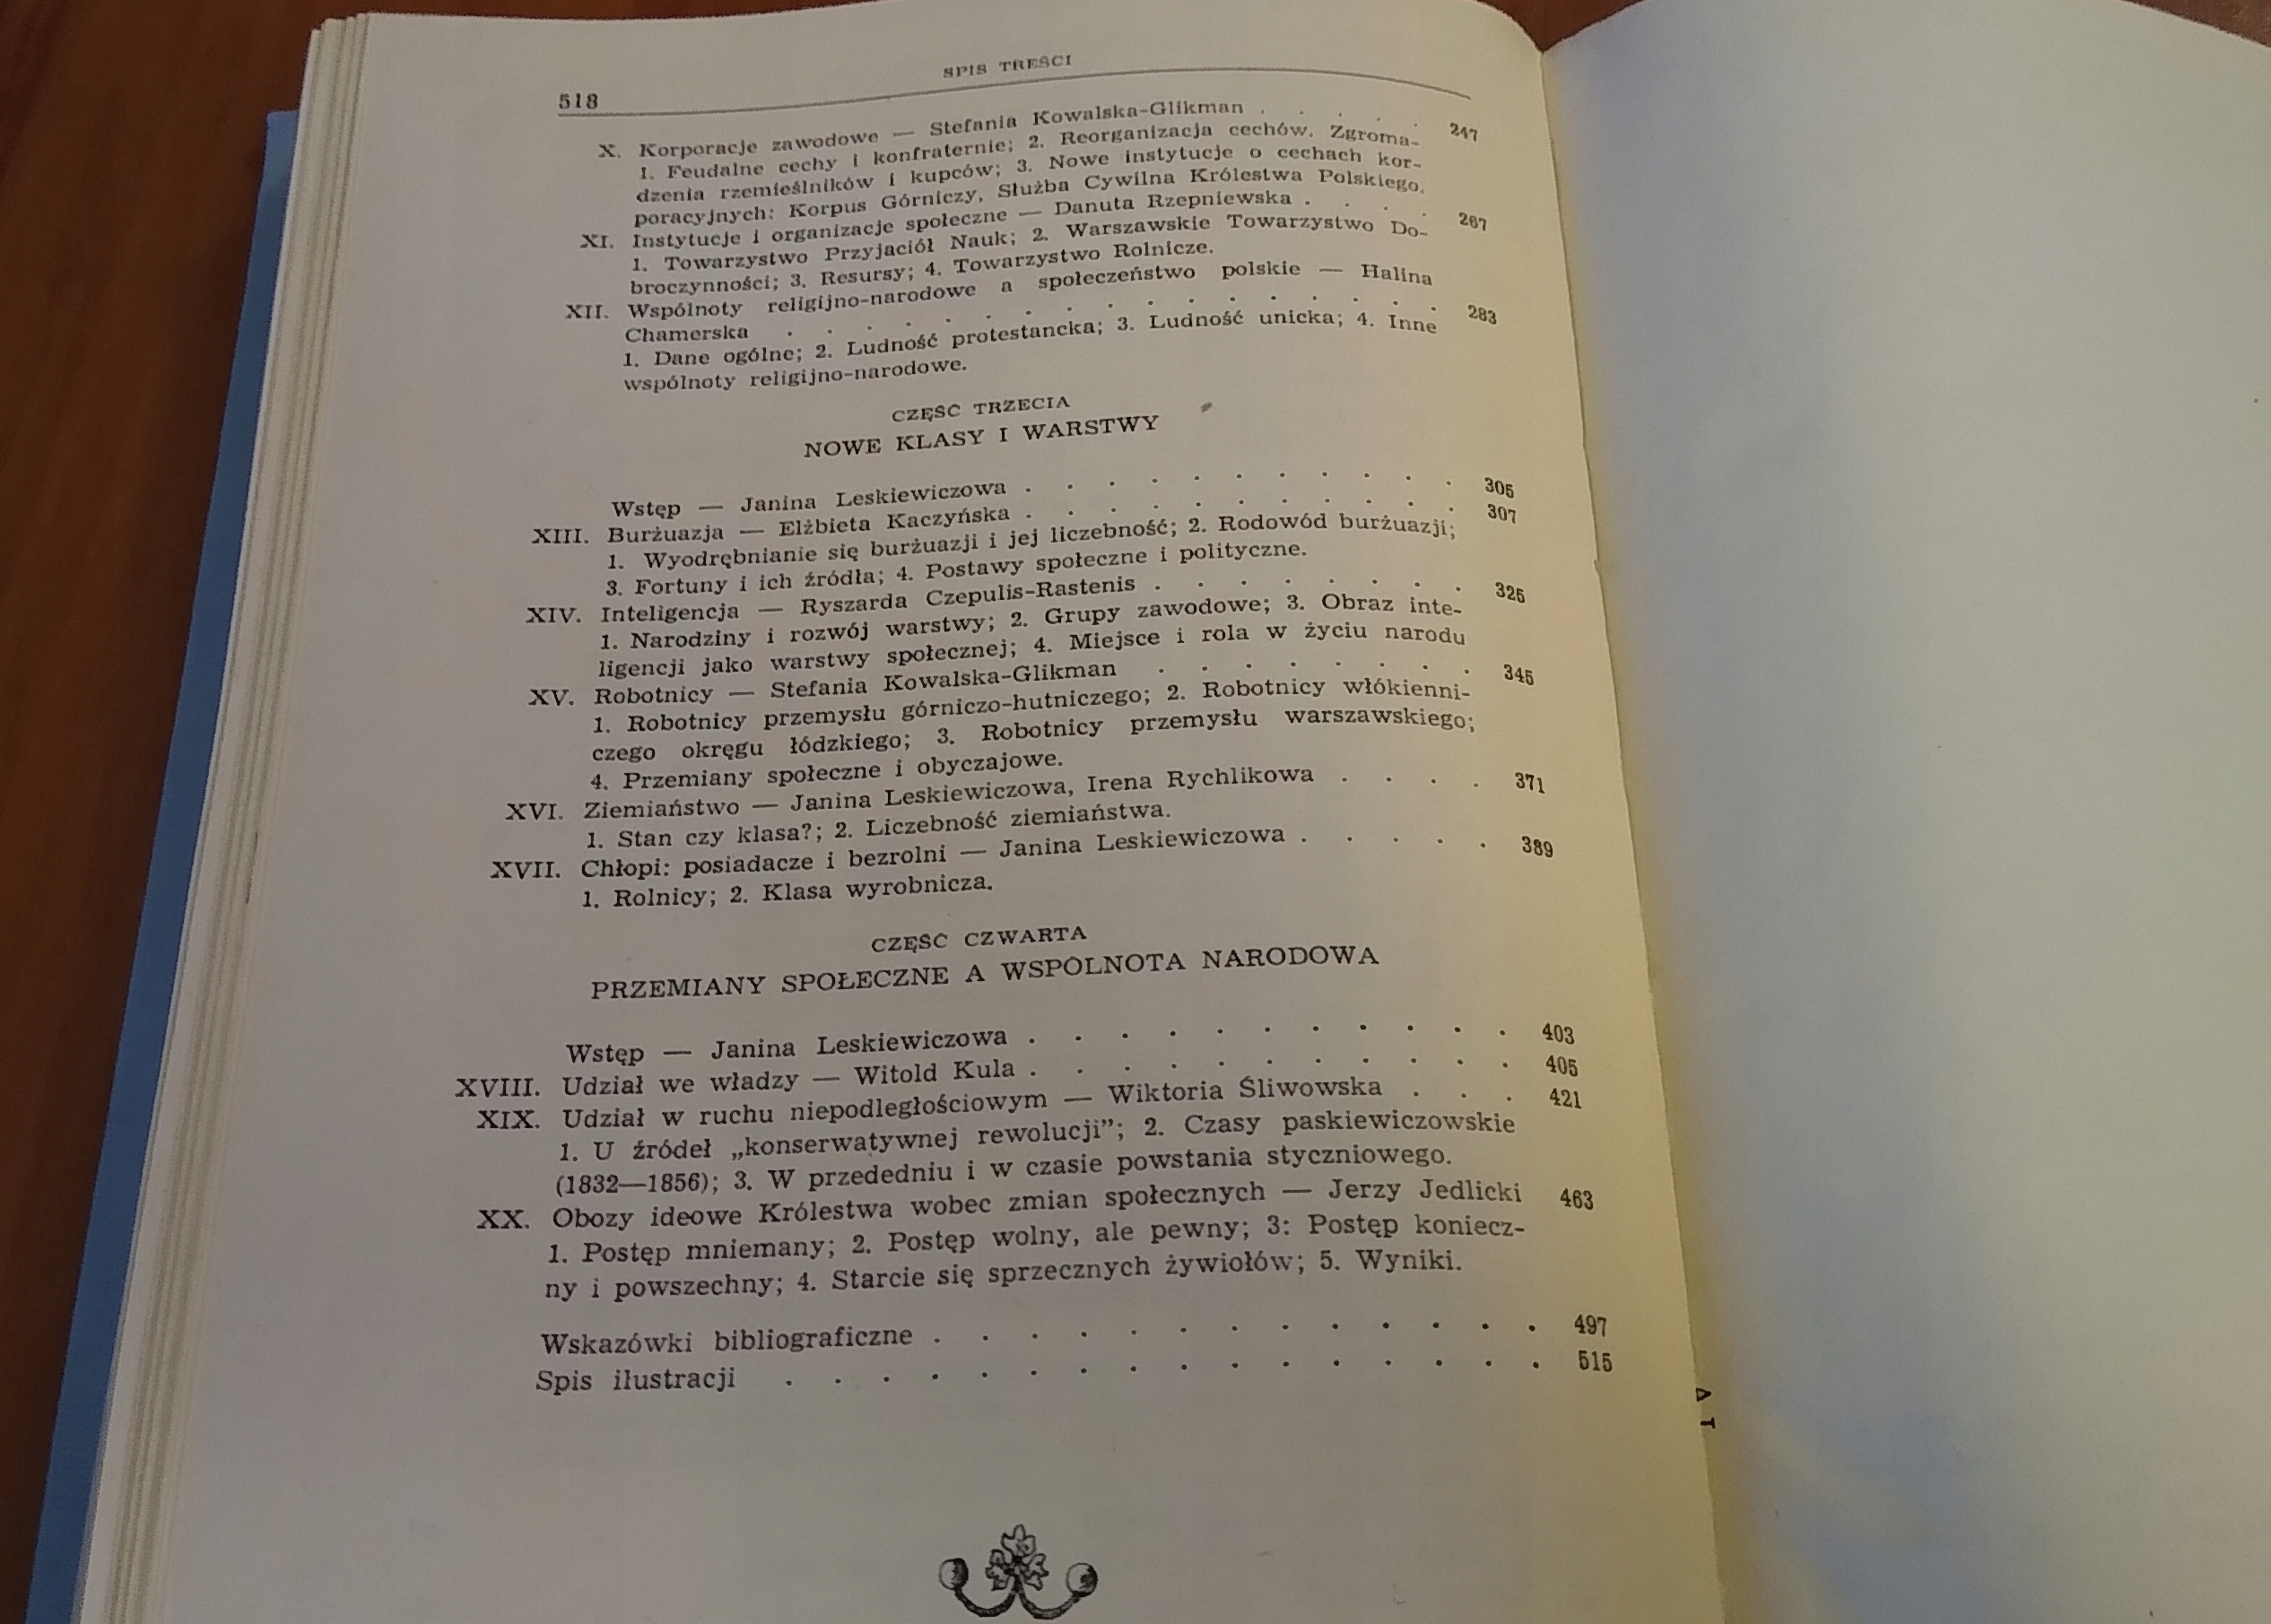 518
SPIS TREŚCI
X. Korporacje zawodowe — Stefania Kowalska-Glikman . . . . . 247
1. Feudalne cechy i konfraternie; 2. Reorganizacja cechów. Zgroma-
dzenia rzemieślników i kupców; 3. Nowe instytucje o cechach kor-
poracyjnych: Korpus Górniczy, Służba Cywilna Królestwa Polskiego.
XI. Instytucje i organizacje społeczne — Danuta Rzepniewska . . . . 267
1. Towarzystwo Przyjaciół Nauk; 2. Warszawskie Towarzystwo Do-
broczynności; 3. Resursy; 4. Towarzystwo Rolnicze.
XII. Wspólnoty religijno-narodowe a społeczeństwo polskie — Halina
Chamerska . . . . . . . . . . . . . . . . . 283
1. Dane ogólne; 2. Ludność protestancka; 3. Ludność unicka; 4. Inne
wspólnoty religijno-narodowe.
CZĘŚĆ TRZECIA
NOWE KLASY I WARSTWY
Wstęp — Janina Leskiewiczowa . . . . . . . . . . . 305
XIII. Burżuazja — Elżbieta Kaczyńska . . . . . . . . . . . 307
1. Wyodrębnianie się burżuazji i jej liczebność; 2. Rodowód burżuazji;
3. Fortuny i ich źródła; 4. Postawy społeczne i polityczne.
XIV. Inteligencja — Ryszarda Czepulis-Rastenis . . . . . . . . 325
1. Narodziny i rozwój warstwy; 2. Grupy zawodowe; 3. Obraz inte-
ligencji jako warstwy społecznej; 4. Miejsce i rola w życiu narodu
XV. Robotnicy — Stefania Kowalska-Glikman . . . . . . . . 345
1. Robotnicy przemysłu górniczo-hutniczego; 2. Robotnicy włókienni-
czego okręgu łódzkiego; 3. Robotnicy przemysłu warszawskiego;
4. Przemiany społeczne i obyczajowe.
XVI. Ziemiaństwo — Janina Leskiewiczowa, Irena Rychlikowa . . . . 371
1. Stan czy klasa?; 2. Liczebność ziemiaństwa.
XVII. Chłopi: posiadacze i bezrolni — Janina Leskiewiczowa . . . . . 389
1. Rolnicy; 2. Klasa wyrobnicza.
CZĘŚĆ CZWARTA
PRZEMIANY SPOŁECZNE A WSPÓLNOTA NARODOWA
Wstęp — Janina Leskiewiczowa . . . . . . . . . . . 403
XVIII. Udział we władzy — Witold Kula . . . . . . . . . . . 405
XIX. Udział w ruchu niepodległościowym — Wiktoria Śliwowska . . . 421
1. U źródeł „konserwatywnej rewolucji”; 2. Czasy paskiewiczowskie
(1832—1856); 3. W przededniu i w czasie powstania styczniowego.
XX. Obozy ideowe Królestwa wobec zmian społecznych — Jerzy Jedlicki 463
1. Postęp mniemany; 2. Postęp wolny, ale pewny; 3: Postęp koniecz-
ny i powszechny; 4. Starcie się sprzecznych żywiołów; 5. Wyniki.
Wskazówki bibliograficzne . . . . . . . . . . . . . 497
Spis ilustracji . . . . . . . . . . . . . . . . 515